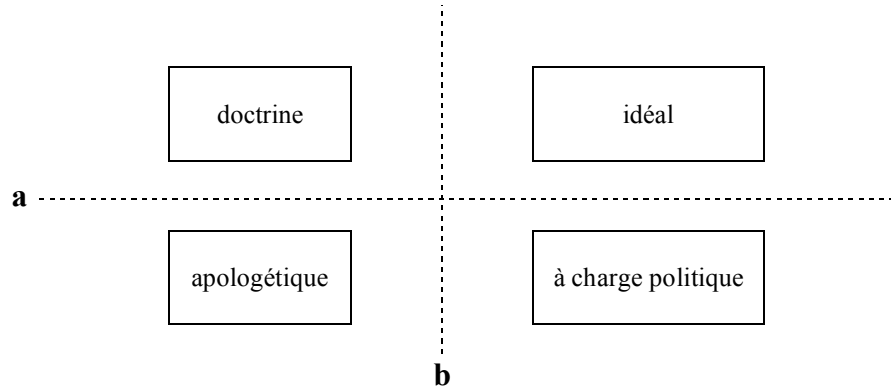 doctrine
idéal
a
apologétique
à charge politique
b